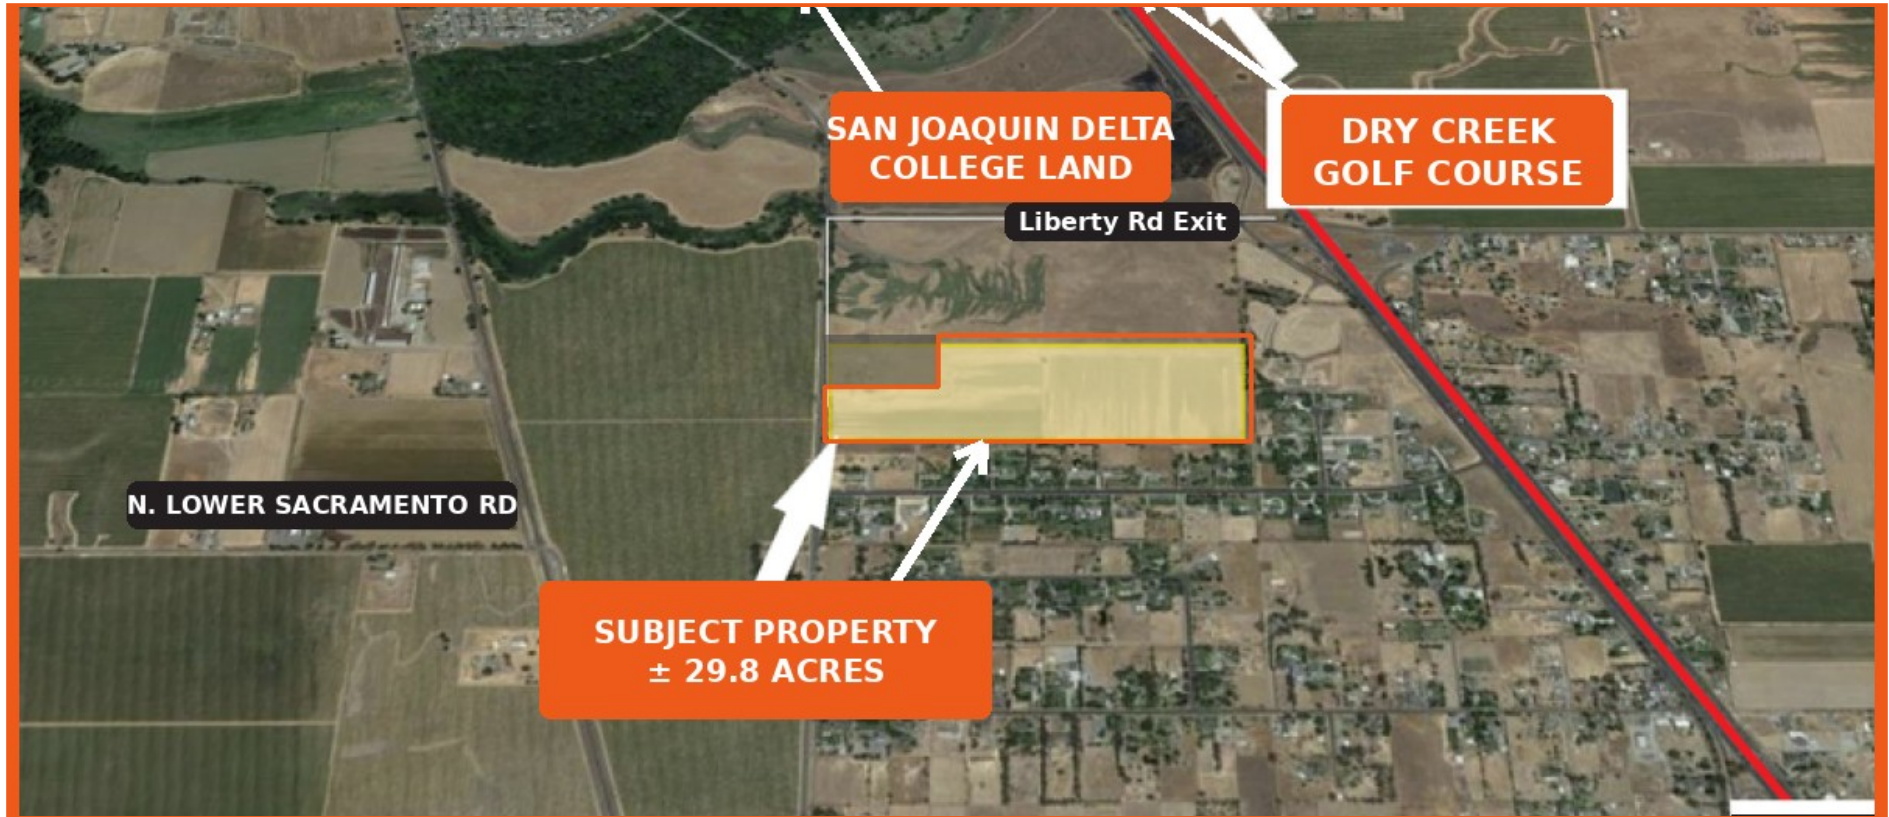 SAN JOAQUIN DELTA
COLLEGE LAND
DRY CREEK
GOLF COURSE
Liberty Rd Exit
N. LOWER SACRAMENTO RD
SUBJECT PROPERTY
± 29.8 ACRES